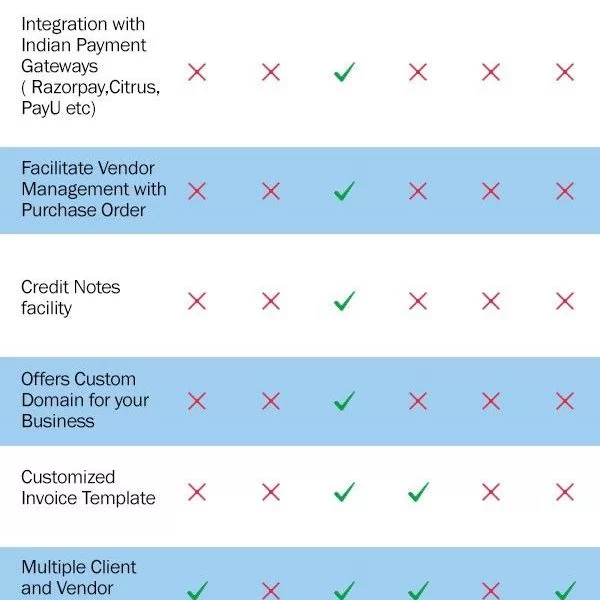 Integration with
Indian Payment
Gateways
( Razorpay,Citrus,
PayU etc)
Facilitate Vendor
Management with
Purchase Order
Credit Notes
facility
Offers Custom
Domain for your
Business
Customized
Invoice Template
Multiple Client
and Vendor